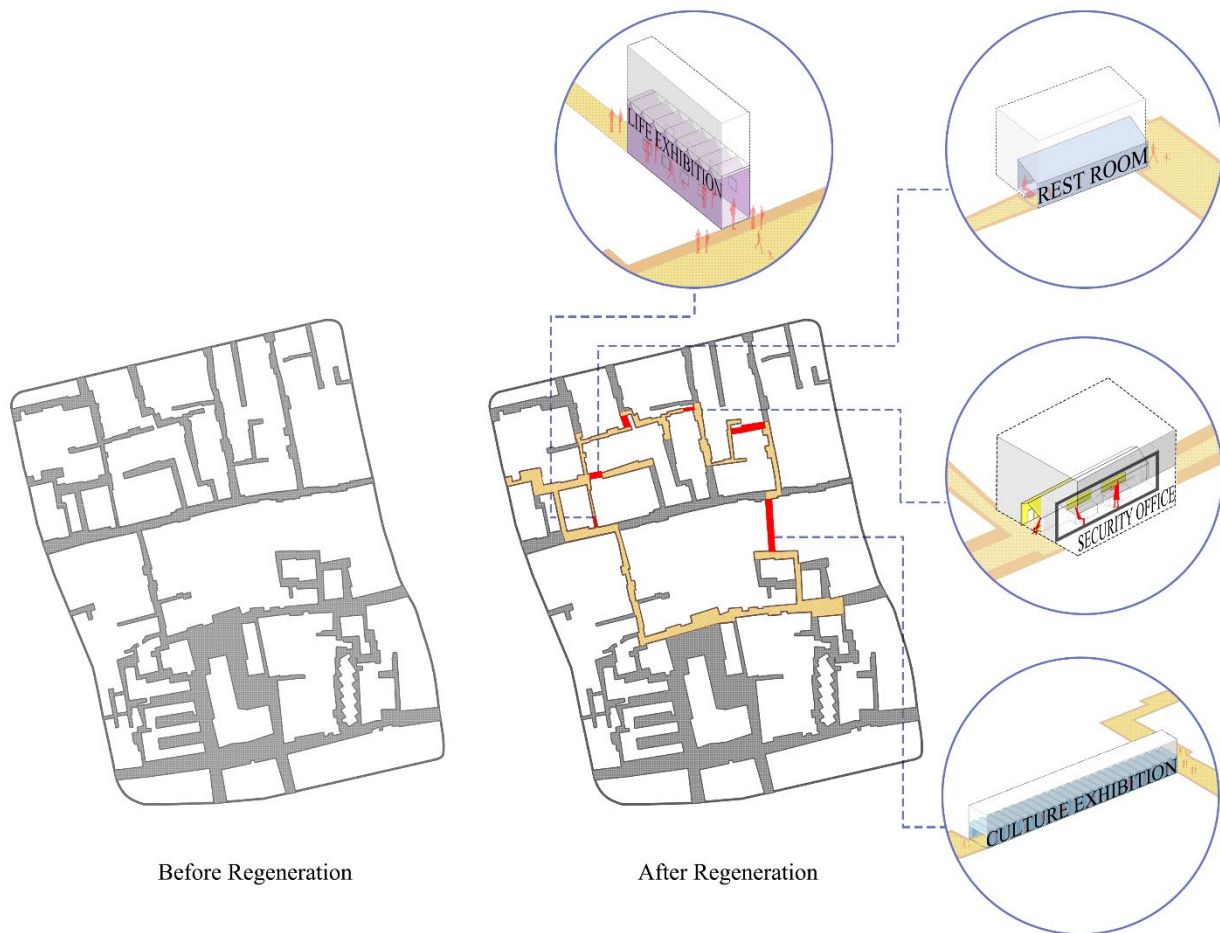 LIFE EXHIBITION
REST ROOM
SECURITY OFFICE
CULTURE EXHIBITION
Before Regeneration
After Regeneration